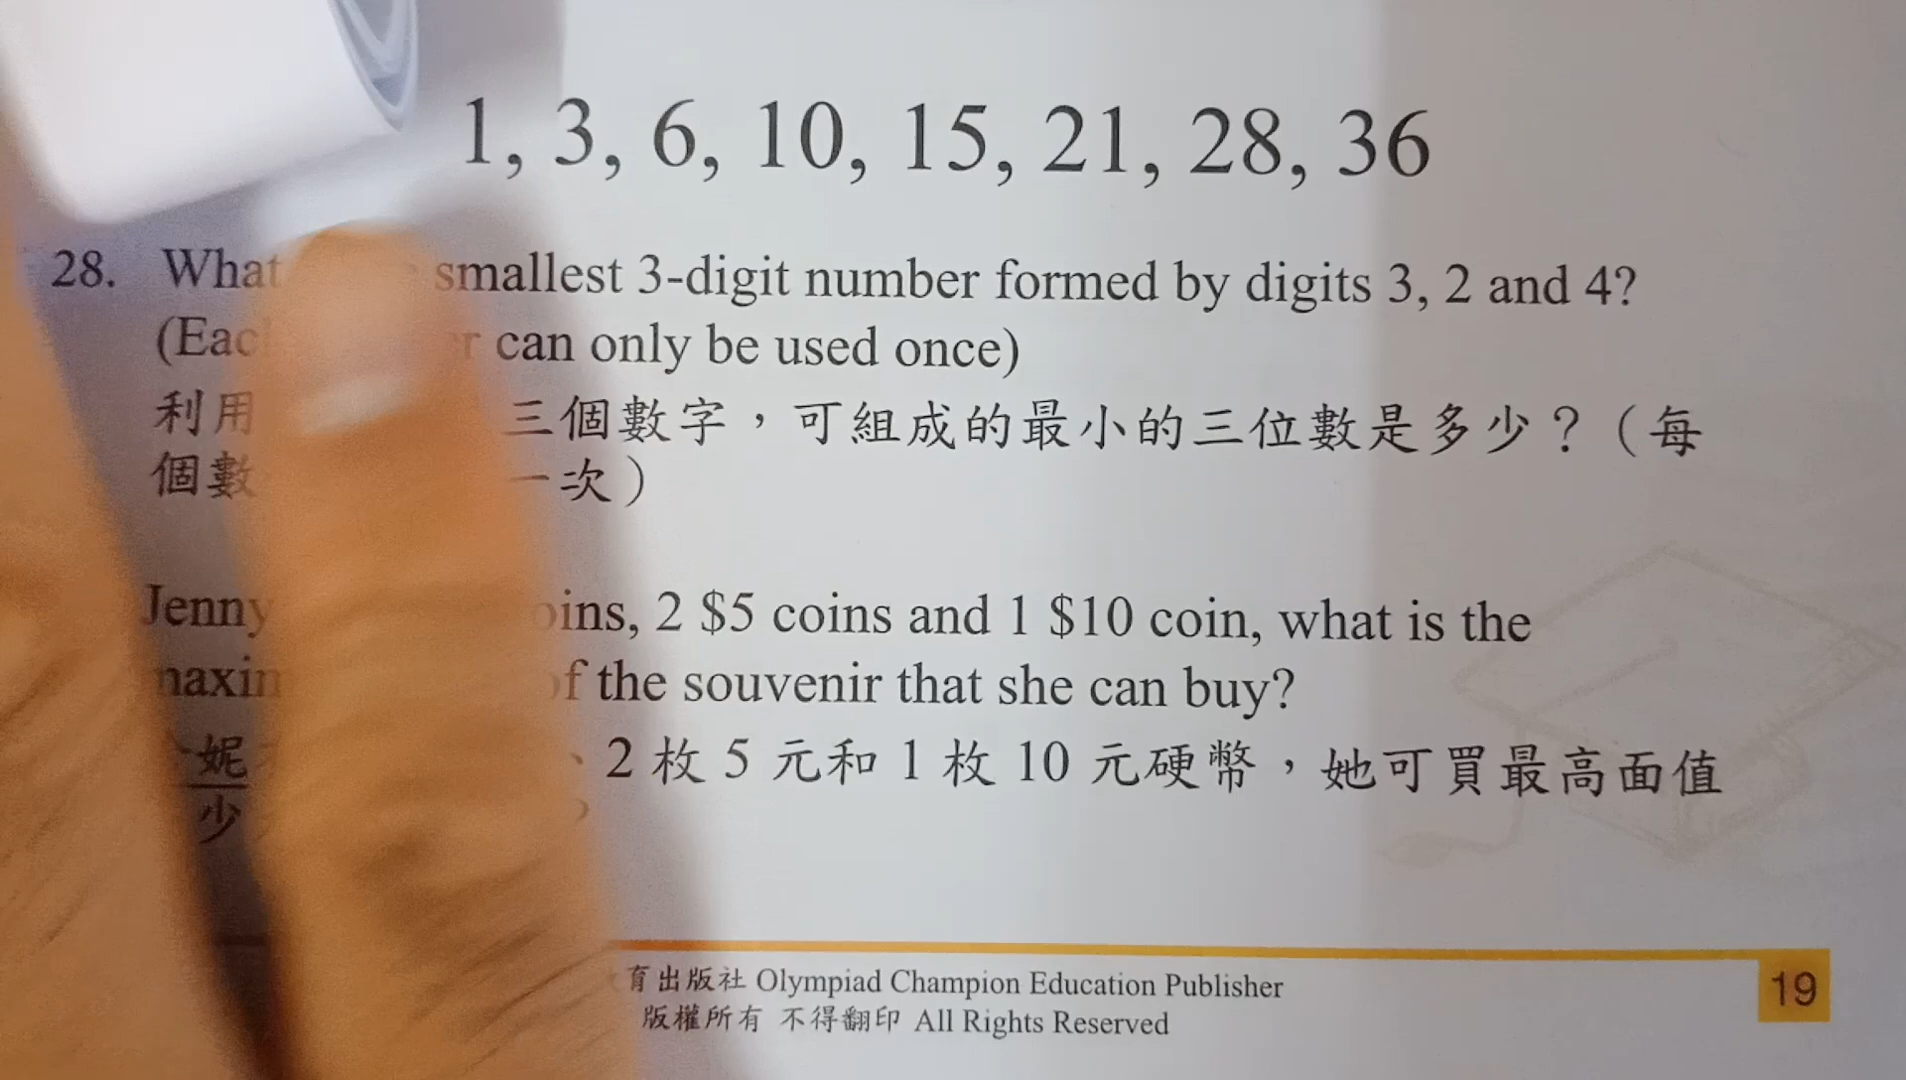 1, 3, 6, 10, 15, 21, 28, 36
28. What smallest 3-digit number formed by digits 3, 2 and 4?
can only be used once)
利用 三個數字，可組成的最小的三位數是多少？（每
個數 一次）
Jenny 2 $5 coins and 1 $10 coin, what is the
of the souvenir that she can buy?
妮 、2 枚 5 元和 1 枚 10 元硬幣，她可買最高面值
少
育出版社 Olympiad Champion Education Publisher
版權所有 不得翻印 All Rights Reserved
19